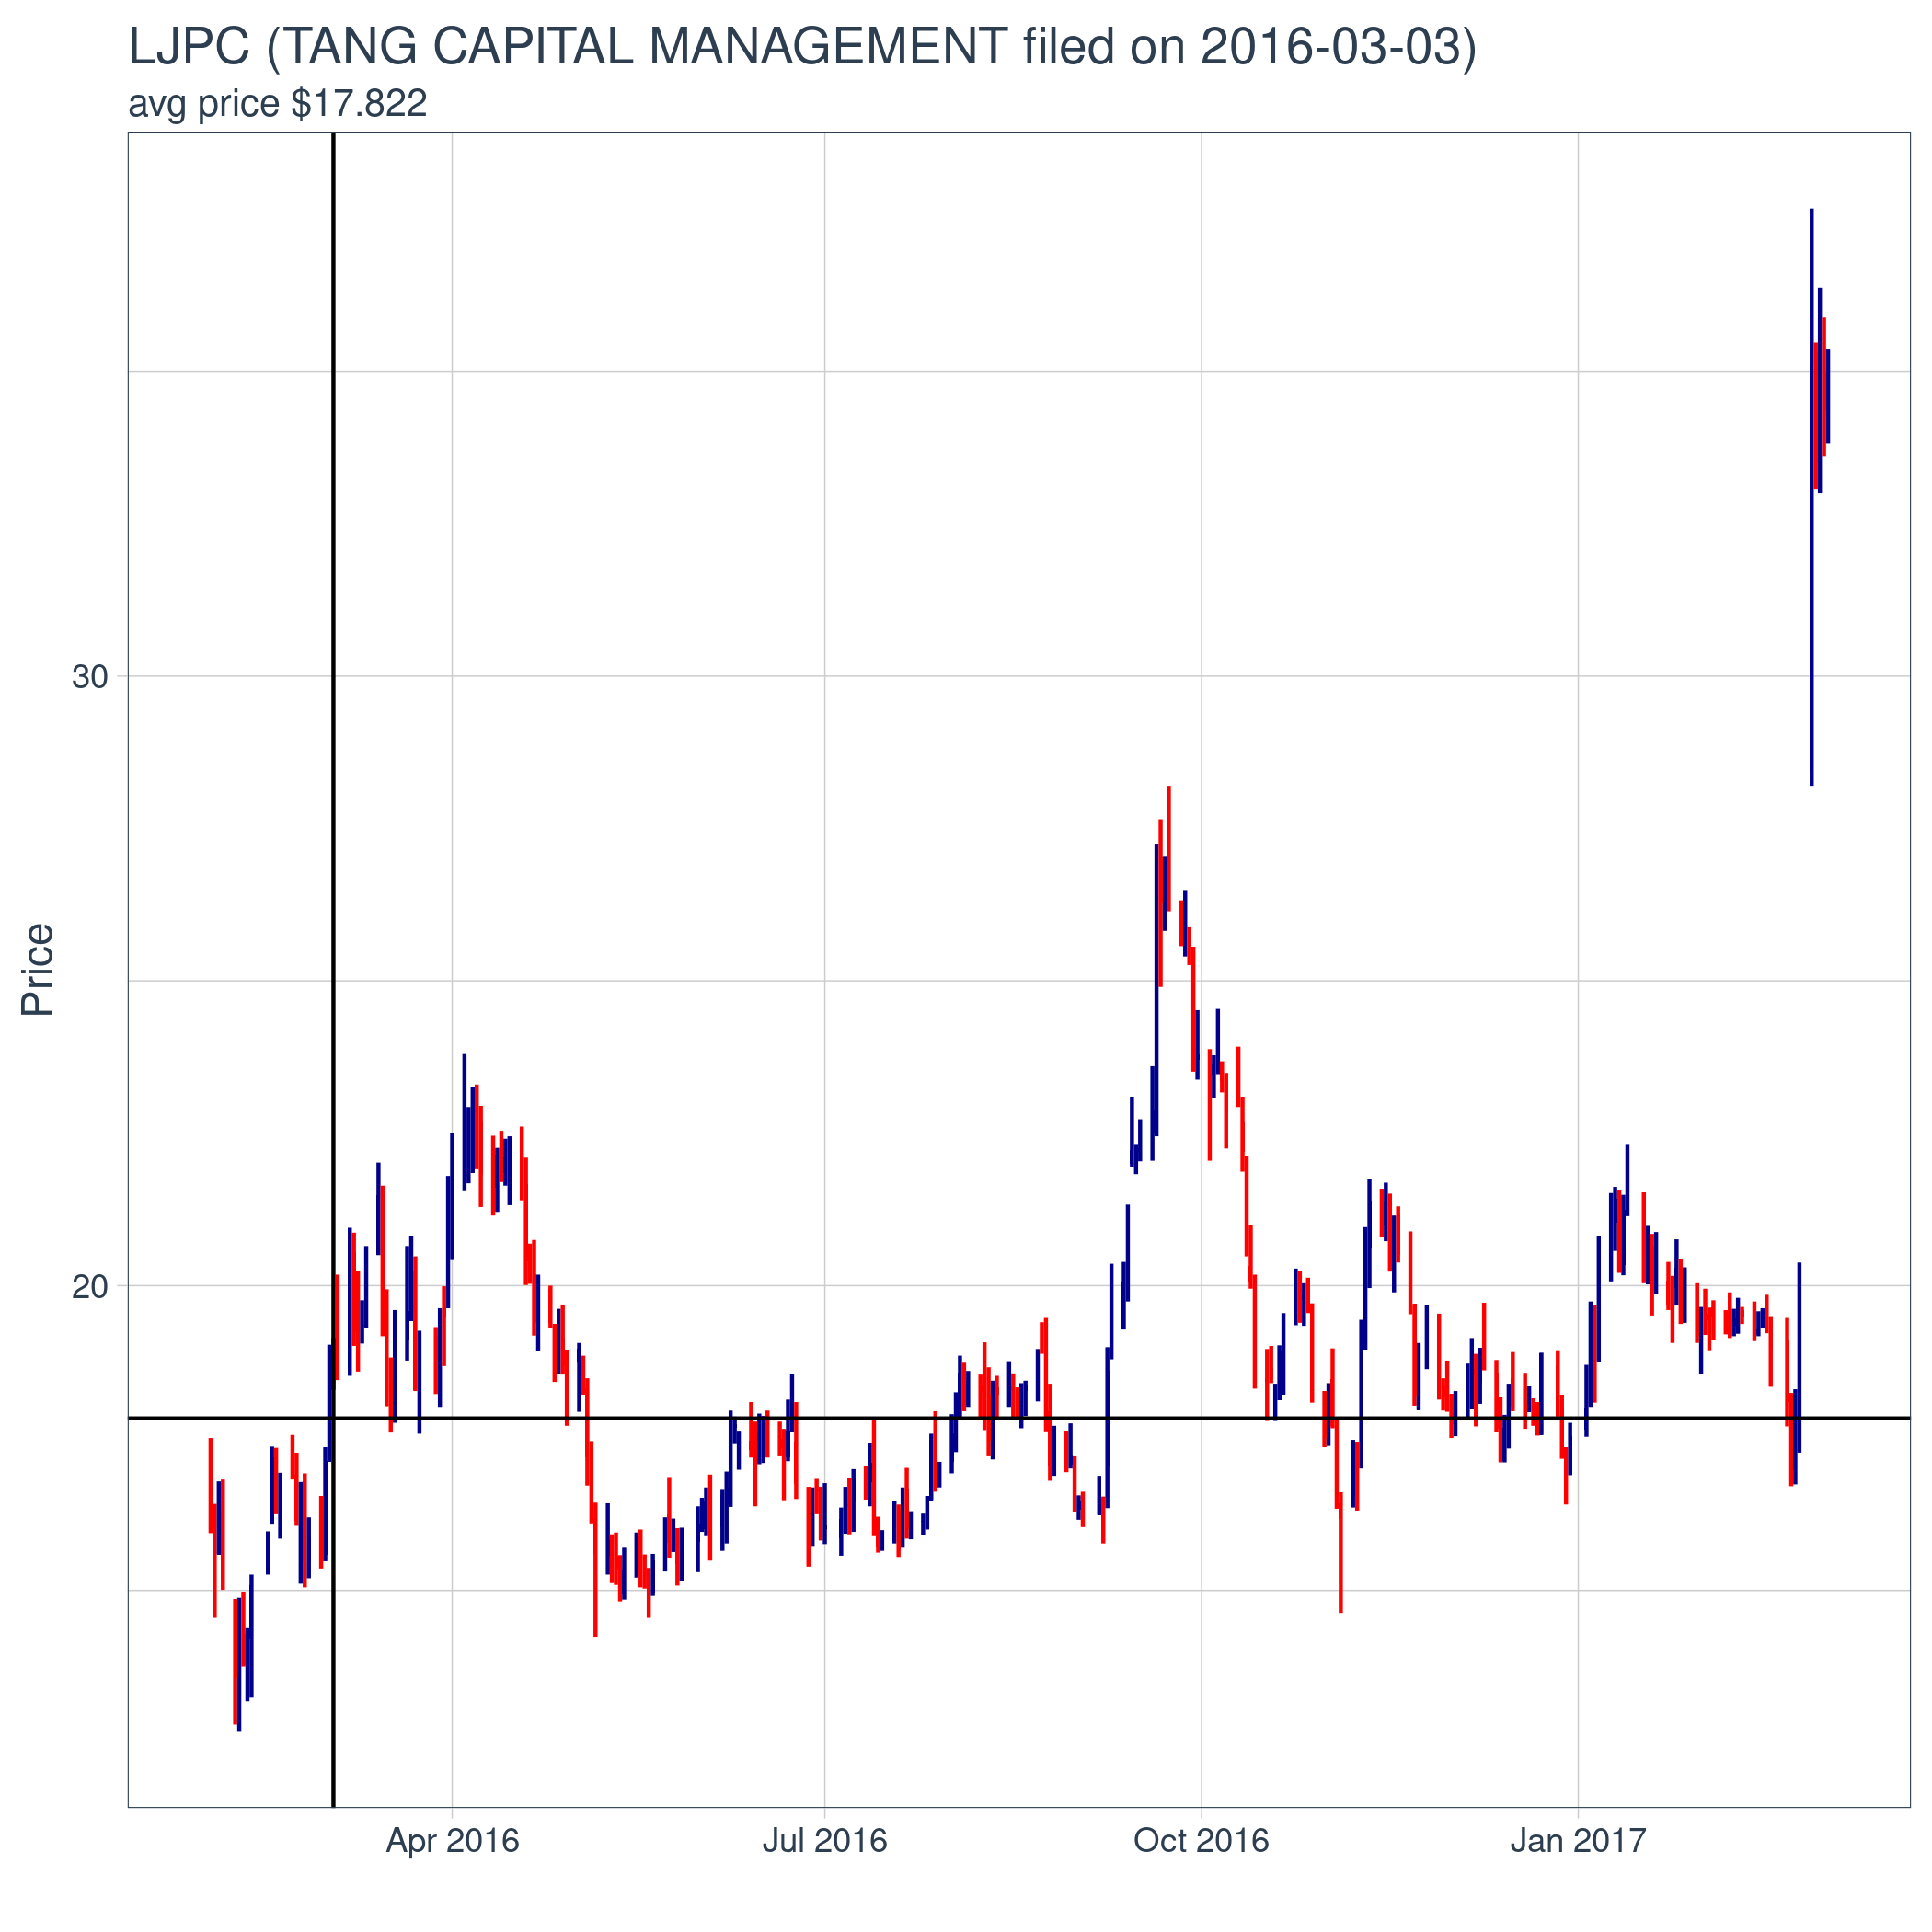 LJPC (TANG CAPITAL MANAGEMENT filed on 2016-03-03)
avg price $17.822
30
20
Price
Apr 2016
Jul 2016
Oct 2016
Jan 2017